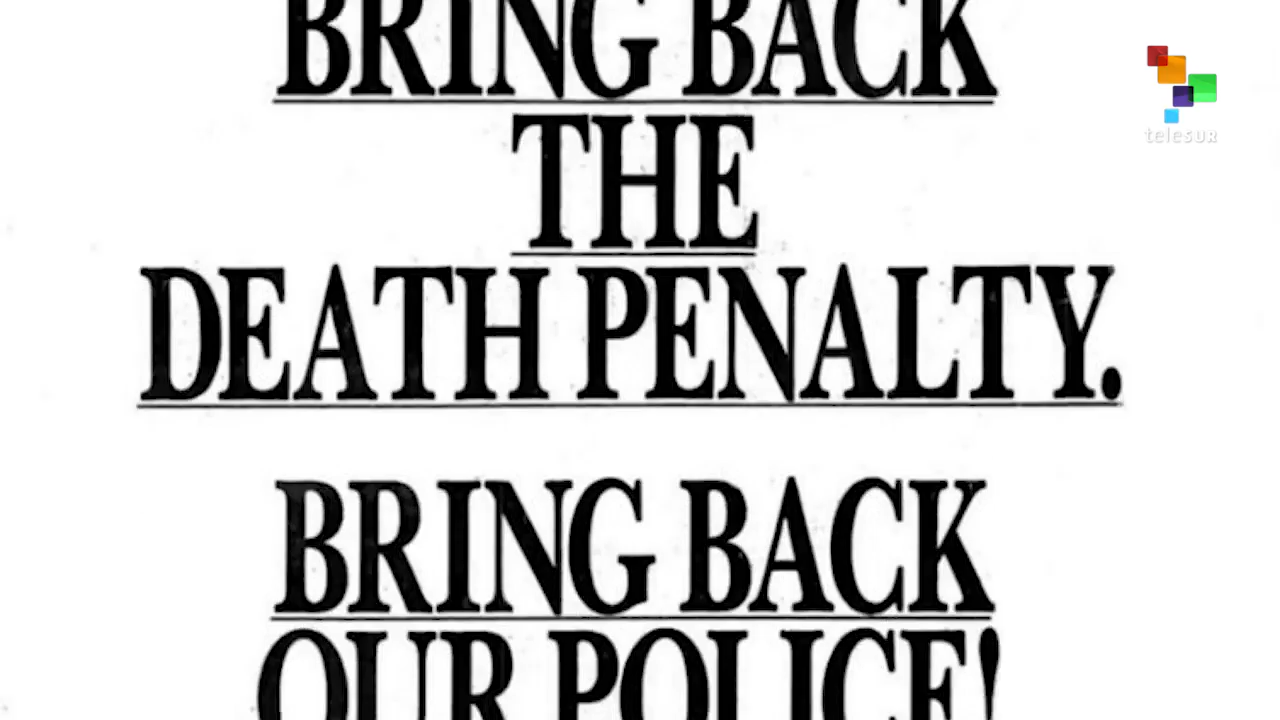 BRING BACK
THE
DEATH PENALTY.
BRING BACK
OUR POLICE!
teleSUR